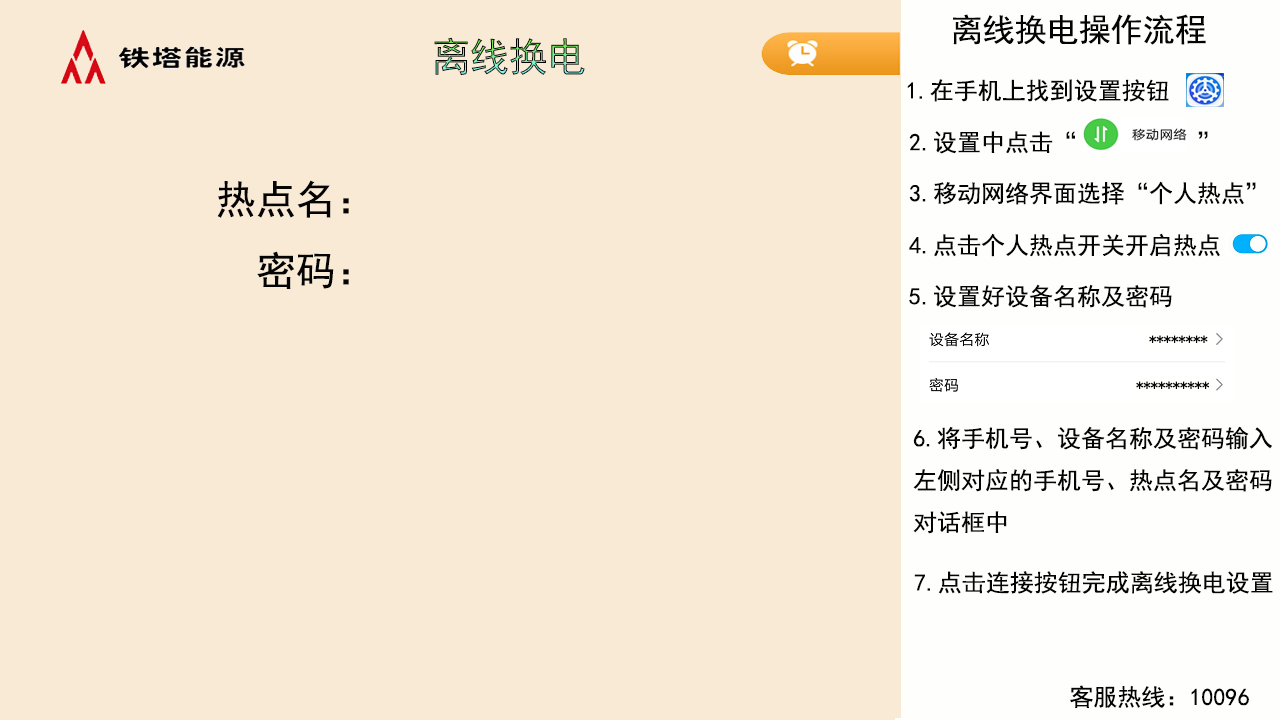 铁塔能源
离线换电
热点名：
密码：
离线换电操作流程
1.在手机上找到设置按钮
2.设置中点击“移动网络”
3.移动网络界面选择“个人热点”
4.点击个人热点开关开启热点
5.设置好设备名称及密码
设备名称 ********
密码 **********
6.将手机号、设备名称及密码输入
左侧对应的手机号、热点名及密码
对话框中
7.点击连接按钮完成离线换电设置
客服热线：10096